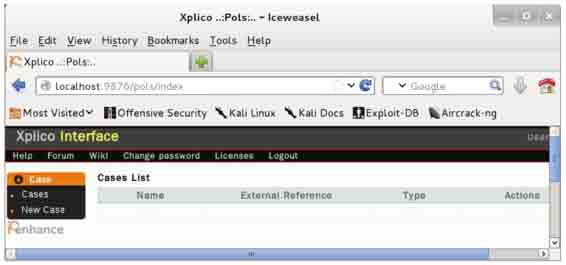 Xplico ..:Pols:.. - Iceweasel
File Edit View History Bookmarks Tools Help
Xplico ..:Pols:..
localhost:9876/pols/index
Google
Most Visited Offensive Security Kali Linux Kali Docs Exploit-DB Aircrack-ng
Xplico Interface
User
Help Forum Wiki Change password Licenses Logout
Case
Cases
New Case
enhance
Cases List
Name External Reference Type Actions